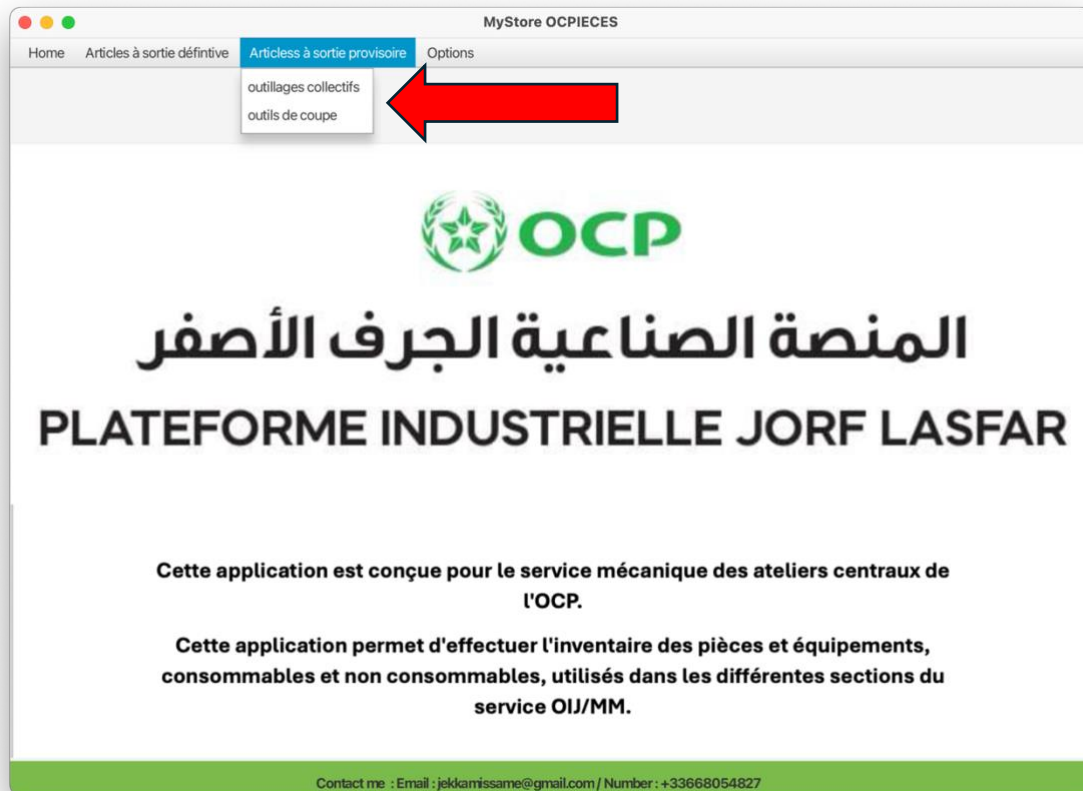 MyStore OCPIECES
Home Articles à sortie défintive Articless à sortie provisoire Options
outillages collectifs
outils de coupe
OCP
المنصة الصناعية الجرف الأصفر
PLATEFORME INDUSTRIELLE JORF LASFAR
Cette application est conçue pour le service mécanique des ateliers centraux de
l'OCP.
Cette application permet d'effectuer l'inventaire des pièces et équipements,
consommables et non consommables, utilisés dans les différentes sections du
service OIJ/MM.
Contact me : Email : jekkamissame@gmail.com / Number : +33668054827